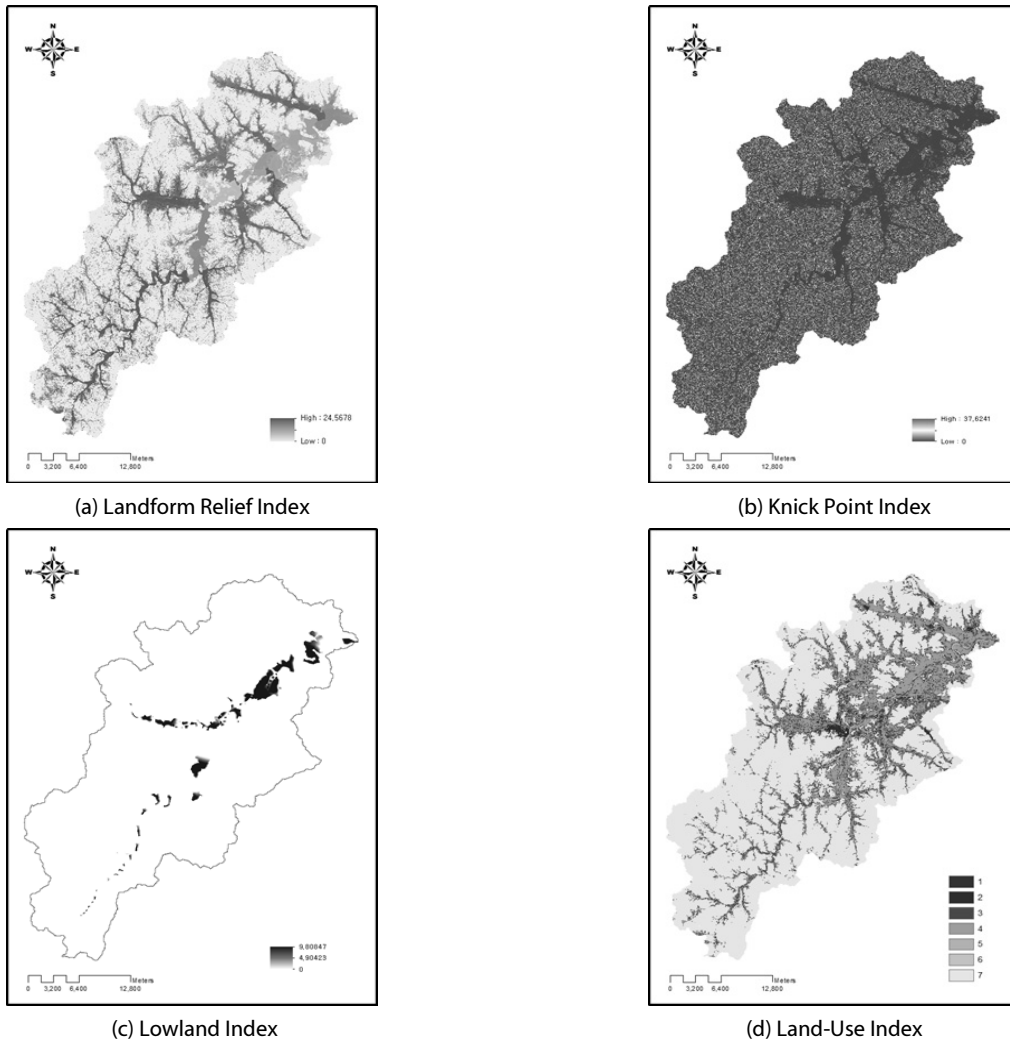 N
W E
S
High : 24,5678
Low : 0
0 3,200 6,400 12,800 Meters
(a) Landform Relief Index
N
W E
S
High : 37,6241
Low : 0
0 3,200 6,400 12,800 Meters
(b) Knick Point Index
N
W E
S
9,80847
4,90423
0
0 3,200 6,400 12,800 Meters
(c) Lowland Index
N
W E
S
1
2
3
4
5
6
7
0 3,200 6,400 12,800 Meters
(d) Land-Use Index